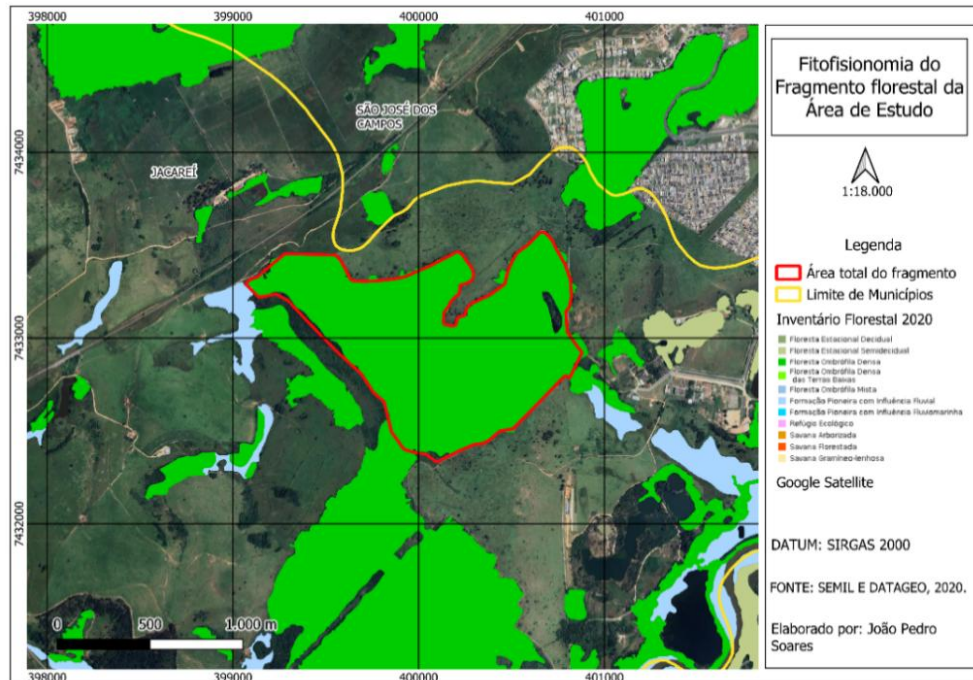 398000
399000
400000
401000
7434000
7433000
7432000
SÃO JOSÉ DOS
CAMPOS
JACAREÍ
0
500
1.000 m
398000
399000
400000
401000
Fitofisionomia do
Fragmento florestal da
Área de Estudo
1:18.000
Legenda
Área total do fragmento
Limite de Municípios
Inventário Florestal 2020
Floresta Estacional Decidual
Floresta Estacional Semidecidual
Floresta Ombrófila Densa
Floresta Ombrófila Densa
das Terras Baixas
Floresta Ombrófila Mista
Formação Pioneira com Influência Fluvial
Formação Pioneira com Influência Fluviomarinha
Refúgio Ecológico
Savana Arborizada
Savana Florestada
Savana Gramíneo-lenhosa
Google Satellite
DATUM: SIRGAS 2000
FONTE: SEMIL E DATAGEO, 2020.
Elaborado por: João Pedro
Soares